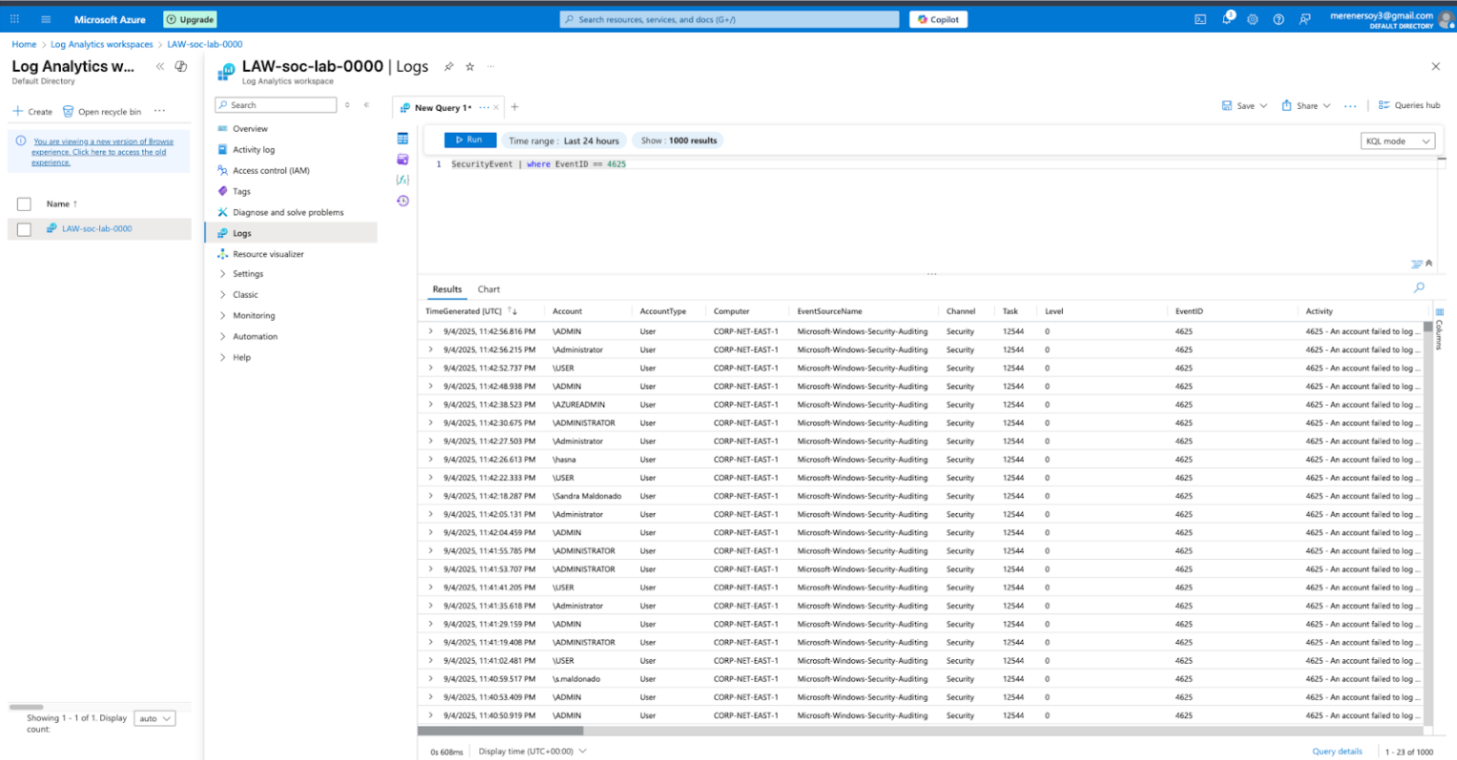 Microsoft Azure
Upgrade
Search resources, services, and docs (G+/)
Copilot
1
merenersoy3@gmail.com
DEFAULT DIRECTORY
Home > Log Analytics workspaces > LAW-soc-lab-0000
Log Analytics w...
Default Directory
+ Create Open recycle bin ...
You are viewing a new version of Browse
experience. Click here to access the old
experience.
Name ↑
LAW-soc-lab-0000
Showing 1 - 1 of 1. Display
count:
auto
LAW-soc-lab-0000 | Logs
Log Analytics workspace
Search
Overview
Activity log
Access control (IAM)
Tags
Diagnose and solve problems
Logs
Resource visualizer
Settings
Classic
Monitoring
Automation
Help
New Query 1* ... × +
Save Share ... Queries hub
Run Time range : Last 24 hours Show : 1000 results KQL mode
1 SecurityEvent | where EventID == 4625
Results Chart
TimeGenerated [UTC] ↑↓ Account AccountType Computer EventSourceName Channel Task Level EventID Activity
Columns
> 9/4/2025, 11:42:56.816 PM \ADMIN User CORP-NET-EAST-1 Microsoft-Windows-Security-Auditing Security 12544 0 4625 4625 - An account failed to log ...
> 9/4/2025, 11:42:56.215 PM \Administrator User CORP-NET-EAST-1 Microsoft-Windows-Security-Auditing Security 12544 0 4625 4625 - An account failed to log ...
> 9/4/2025, 11:42:52.737 PM \USER User CORP-NET-EAST-1 Microsoft-Windows-Security-Auditing Security 12544 0 4625 4625 - An account failed to log ...
> 9/4/2025, 11:42:48.938 PM \ADMIN User CORP-NET-EAST-1 Microsoft-Windows-Security-Auditing Security 12544 0 4625 4625 - An account failed to log ...
> 9/4/2025, 11:42:38.523 PM \AZUREADMIN User CORP-NET-EAST-1 Microsoft-Windows-Security-Auditing Security 12544 0 4625 4625 - An account failed to log ...
> 9/4/2025, 11:42:30.675 PM \ADMINISTRATOR User CORP-NET-EAST-1 Microsoft-Windows-Security-Auditing Security 12544 0 4625 4625 - An account failed to log ...
> 9/4/2025, 11:42:27.503 PM \Administrator User CORP-NET-EAST-1 Microsoft-Windows-Security-Auditing Security 12544 0 4625 4625 - An account failed to log ...
> 9/4/2025, 11:42:26.613 PM \hasna User CORP-NET-EAST-1 Microsoft-Windows-Security-Auditing Security 12544 0 4625 4625 - An account failed to log ...
> 9/4/2025, 11:42:22.333 PM \USER User CORP-NET-EAST-1 Microsoft-Windows-Security-Auditing Security 12544 0 4625 4625 - An account failed to log ...
> 9/4/2025, 11:42:18.287 PM \Sandra Maldonado User CORP-NET-EAST-1 Microsoft-Windows-Security-Auditing Security 12544 0 4625 4625 - An account failed to log ...
> 9/4/2025, 11:42:05.131 PM \Administrator User CORP-NET-EAST-1 Microsoft-Windows-Security-Auditing Security 12544 0 4625 4625 - An account failed to log ...
> 9/4/2025, 11:42:04.459 PM \ADMIN User CORP-NET-EAST-1 Microsoft-Windows-Security-Auditing Security 12544 0 4625 4625 - An account failed to log ...
> 9/4/2025, 11:41:55.785 PM \ADMINISTRATOR User CORP-NET-EAST-1 Microsoft-Windows-Security-Auditing Security 12544 0 4625 4625 - An account failed to log ...
> 9/4/2025, 11:41:53.707 PM \ADMINISTRATOR User CORP-NET-EAST-1 Microsoft-Windows-Security-Auditing Security 12544 0 4625 4625 - An account failed to log ...
> 9/4/2025, 11:41:41.205 PM \USER User CORP-NET-EAST-1 Microsoft-Windows-Security-Auditing Security 12544 0 4625 4625 - An account failed to log ...
> 9/4/2025, 11:41:35.618 PM \Administrator User CORP-NET-EAST-1 Microsoft-Windows-Security-Auditing Security 12544 0 4625 4625 - An account failed to log ...
> 9/4/2025, 11:41:29.159 PM \ADMIN User CORP-NET-EAST-1 Microsoft-Windows-Security-Auditing Security 12544 0 4625 4625 - An account failed to log ...
> 9/4/2025, 11:41:19.408 PM \ADMINISTRATOR User CORP-NET-EAST-1 Microsoft-Windows-Security-Auditing Security 12544 0 4625 4625 - An account failed to log ...
> 9/4/2025, 11:41:02.481 PM \USER User CORP-NET-EAST-1 Microsoft-Windows-Security-Auditing Security 12544 0 4625 4625 - An account failed to log ...
> 9/4/2025, 11:40:59.517 PM \s.maldonado User CORP-NET-EAST-1 Microsoft-Windows-Security-Auditing Security 12544 0 4625 4625 - An account failed to log ...
> 9/4/2025, 11:40:53.409 PM \ADMIN User CORP-NET-EAST-1 Microsoft-Windows-Security-Auditing Security 12544 0 4625 4625 - An account failed to log ...
> 9/4/2025, 11:40:50.919 PM \ADMIN User CORP-NET-EAST-1 Microsoft-Windows-Security-Auditing Security 12544 0 4625 4625 - An account failed to log ...
0s 608ms Display time (UTC+00:00) Query details 1 - 23 of 1000